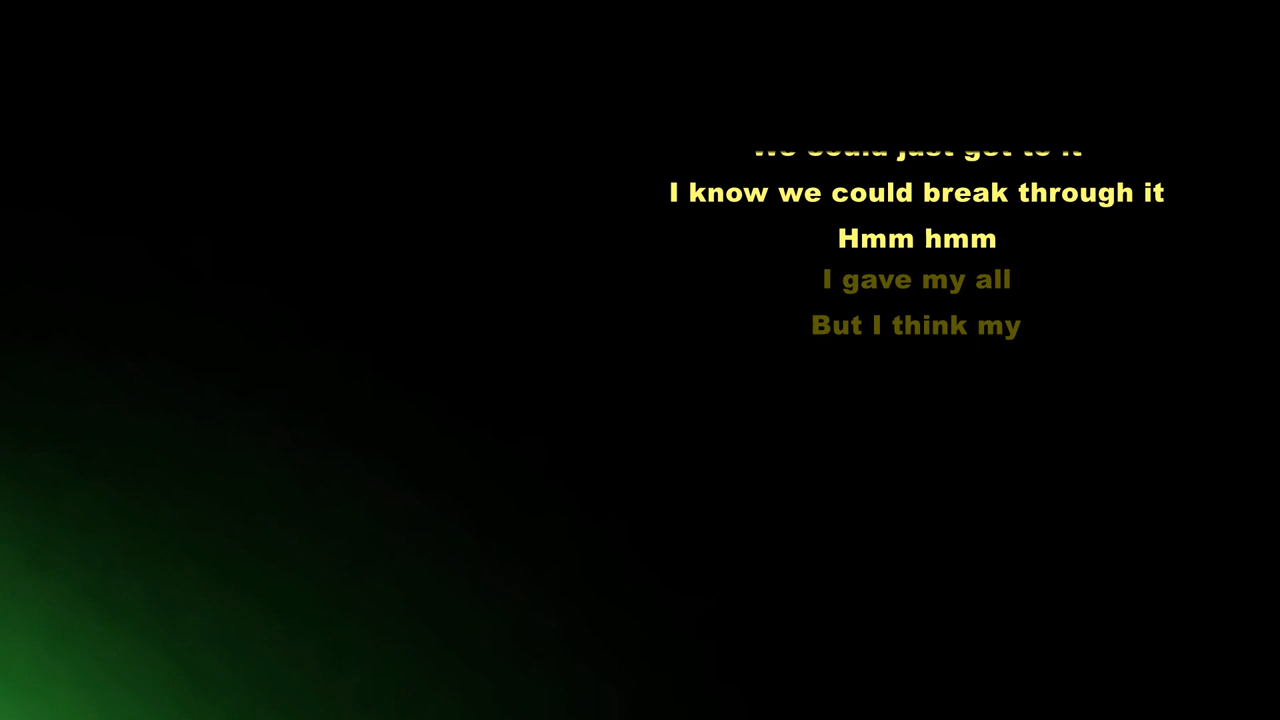 We could just get to it
I know we could break through it
Hmm hmm
I gave my all
But I think my